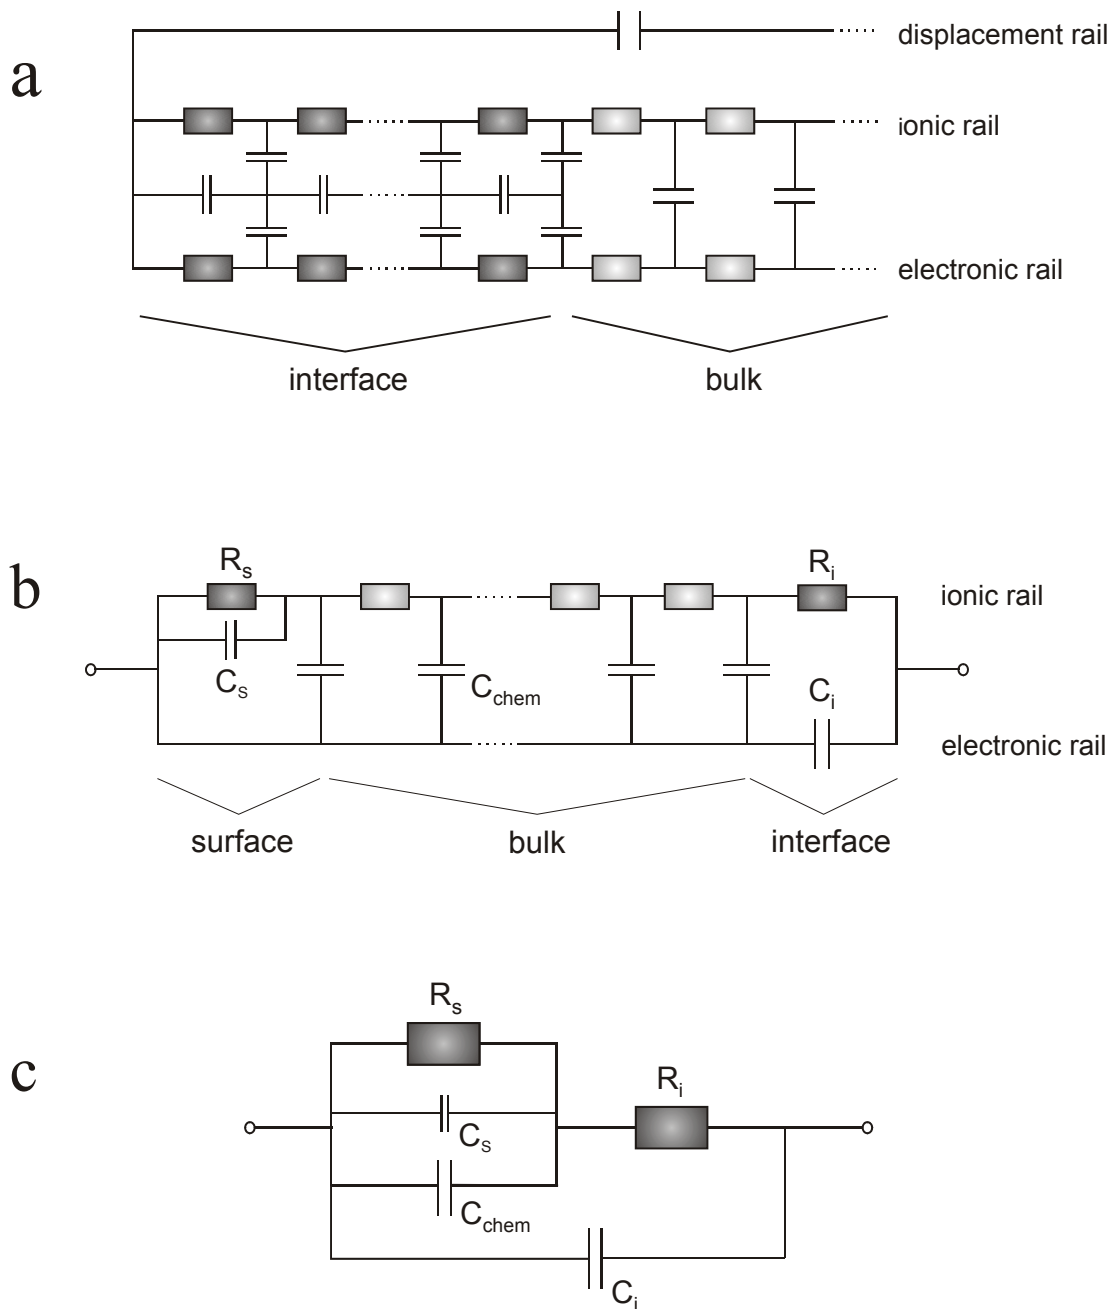 a
displacement rail
ionic rail
electronic rail
interface bulk
b
Rs Ri
ionic rail
Cs Cchem Ci
electronic rail
surface bulk interface
c
Rs
Ri
Cs
Cchem
Ci